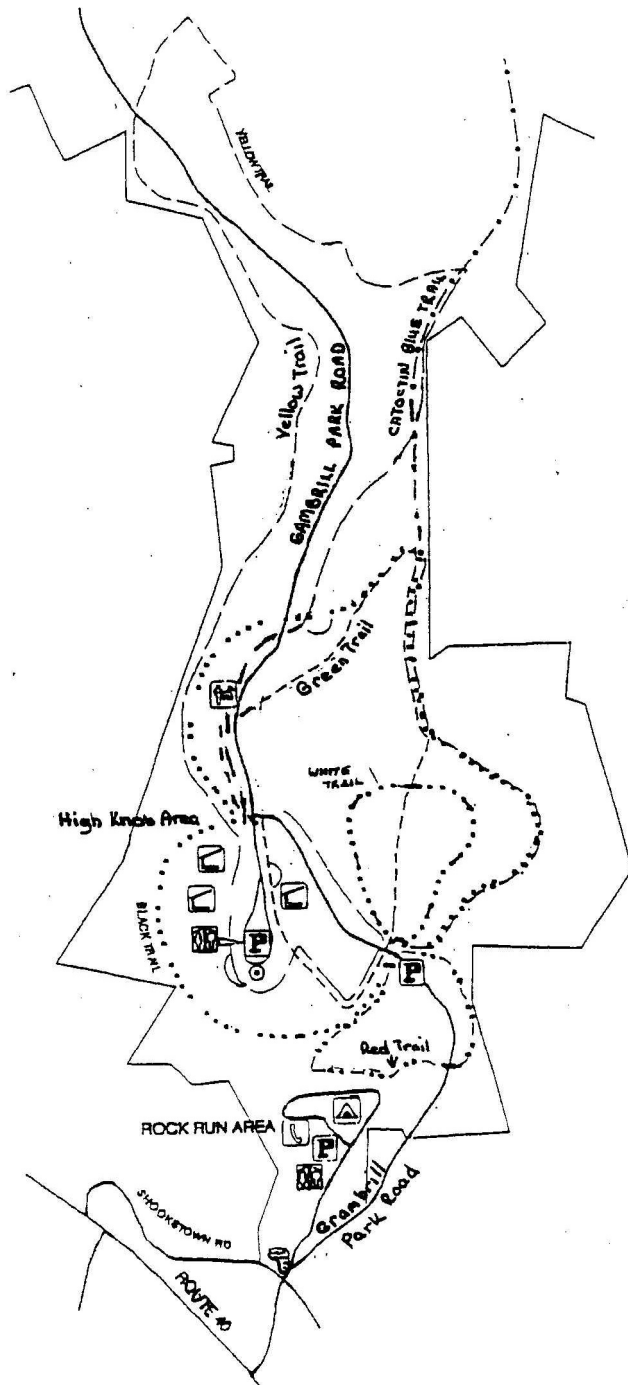 YELLOW TRAIL
CATOCTIN BLUE TRAIL
Yellow Trail
GAMBRILL PARK ROAD
Green Trail
WHITE
TRAIL
High Knob Area
BLACK TRAIL
P
P
Red Trail
ROCK RUN AREA
P
Grambrill
Park Road
SHOOKSTOWN RD
ROUTE 40